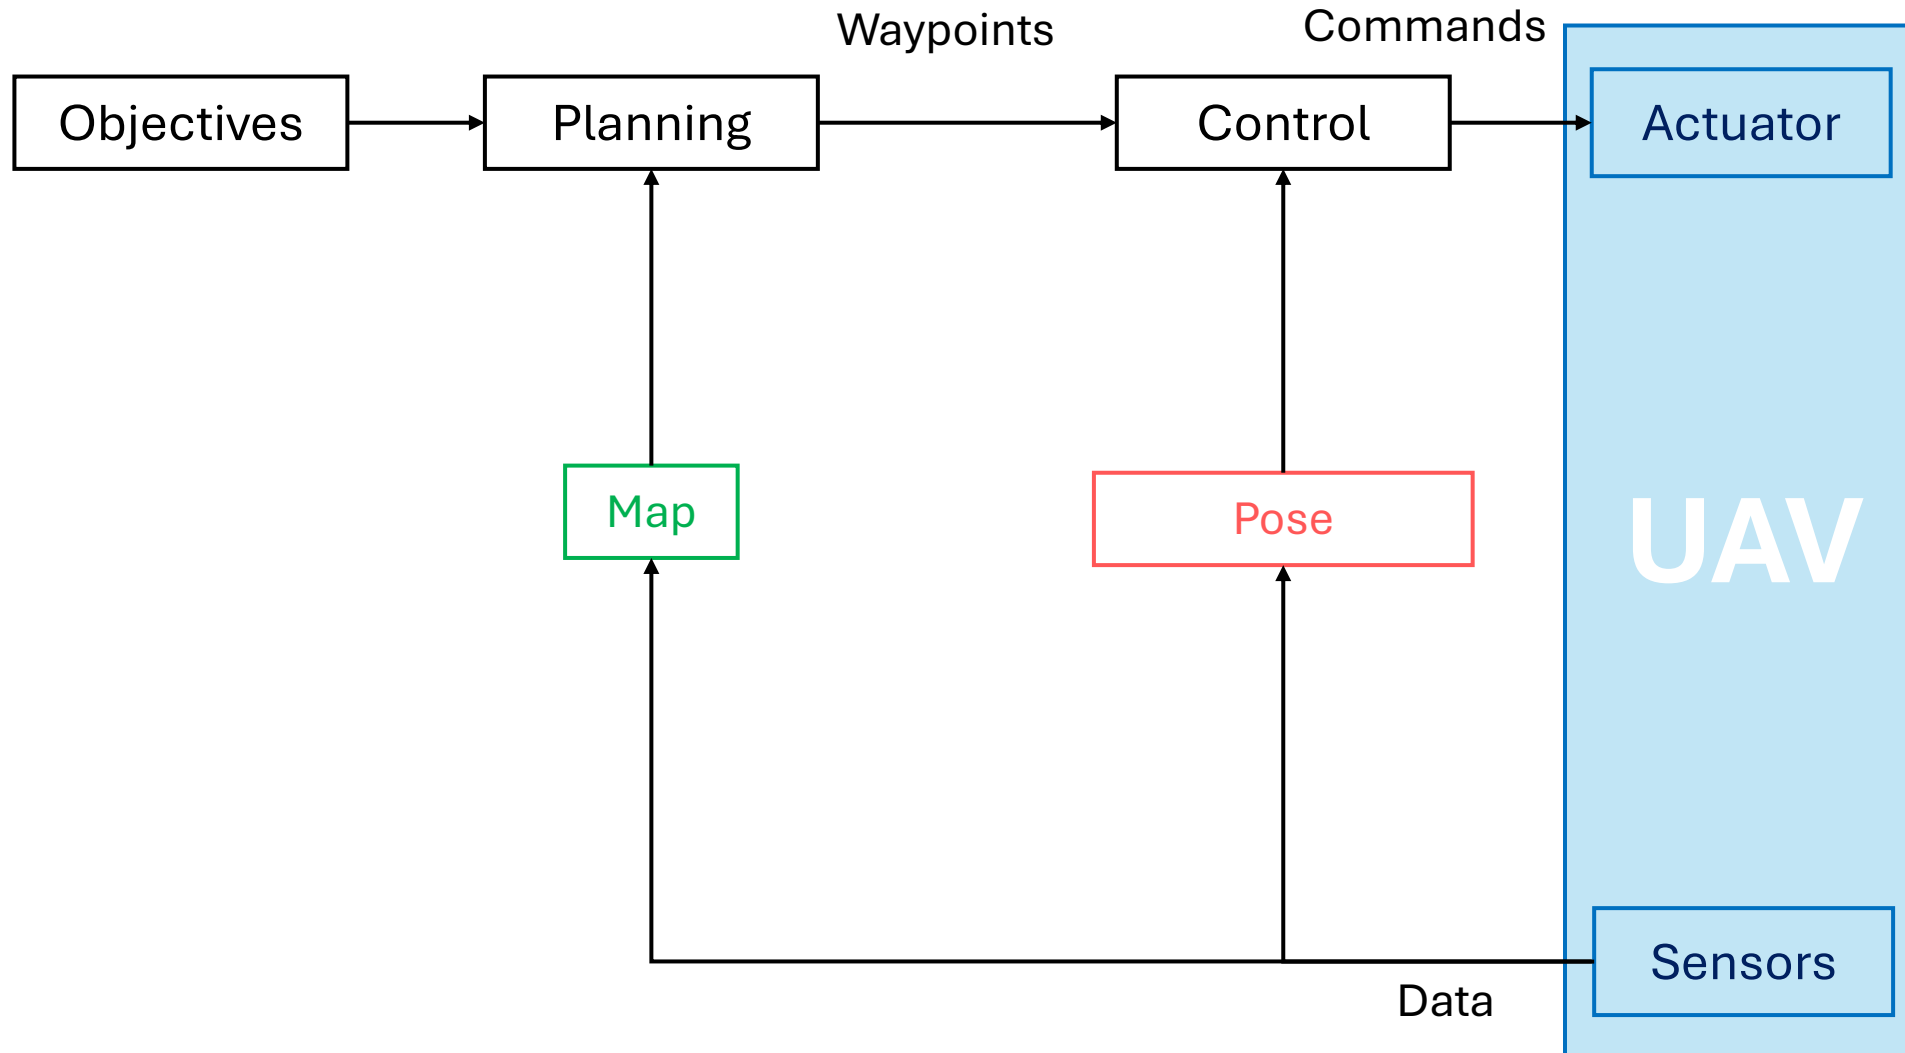 Waypoints
Commands
Objectives
Planning
Control
Actuator
Map
Pose
UAV
Sensors
Data